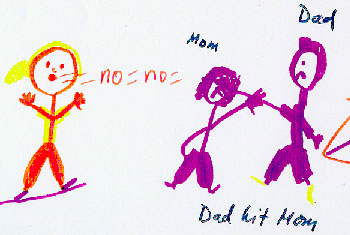 Dad
Mom
no = no =
Dad hit Mom